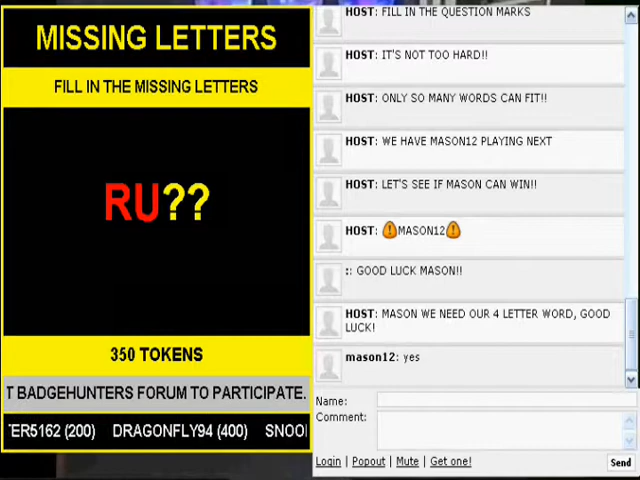 MISSING LETTERS
FILL IN THE MISSING LETTERS
RU??
350 TOKENS
T BADGEHUNTERS FORUM TO PARTICIPATE.
ER5162 (200) DRAGONFLY94 (400) SNOO
HOST: FILL IN THE QUESTION MARKS
HOST: IT'S NOT TOO HARD!!
HOST: ONLY SO MANY WORDS CAN FIT!!
HOST: WE HAVE MASON12 PLAYING NEXT
HOST: LET'S SEE IF MASON CAN WIN!!
HOST: MASON12
:: GOOD LUCK MASON!!
HOST: MASON WE NEED OUR 4 LETTER WORD, GOOD
LUCK!
mason12: yes
Name:
Comment:
Login | Popout | Mute | Get one!
Send